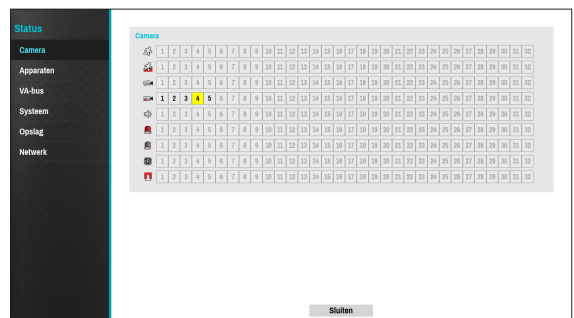 Status
Camera
Apparaten
VA-bus
Systeem
Opslag
Netwerk
Camera
1 2 3 4 5 6 7 8 9 10 11 12 13 14 15 16 17 18 19 20 21 22 23 24 25 26 27 28 29 30 31 32
1 2 3 4 5 6 7 8 9 10 11 12 13 14 15 16 17 18 19 20 21 22 23 24 25 26 27 28 29 30 31 32
1 2 3 4 5 6 7 8 9 10 11 12 13 14 15 16 17 18 19 20 21 22 23 24 25 26 27 28 29 30 31 32
1 2 3 4 5 6 7 8 9 10 11 12 13 14 15 16 17 18 19 20 21 22 23 24 25 26 27 28 29 30 31 32
1 2 3 4 5 6 7 8 9 10 11 12 13 14 15 16 17 18 19 20 21 22 23 24 25 26 27 28 29 30 31 32
1 2 3 4 5 6 7 8 9 10 11 12 13 14 15 16 17 18 19 20 21 22 23 24 25 26 27 28 29 30 31 32
1 2 3 4 5 6 7 8 9 10 11 12 13 14 15 16 17 18 19 20 21 22 23 24 25 26 27 28 29 30 31 32
1 2 3 4 5 6 7 8 9 10 11 12 13 14 15 16 17 18 19 20 21 22 23 24 25 26 27 28 29 30 31 32
1 2 3 4 5 6 7 8 9 10 11 12 13 14 15 16 17 18 19 20 21 22 23 24 25 26 27 28 29 30 31 32
Sluiten